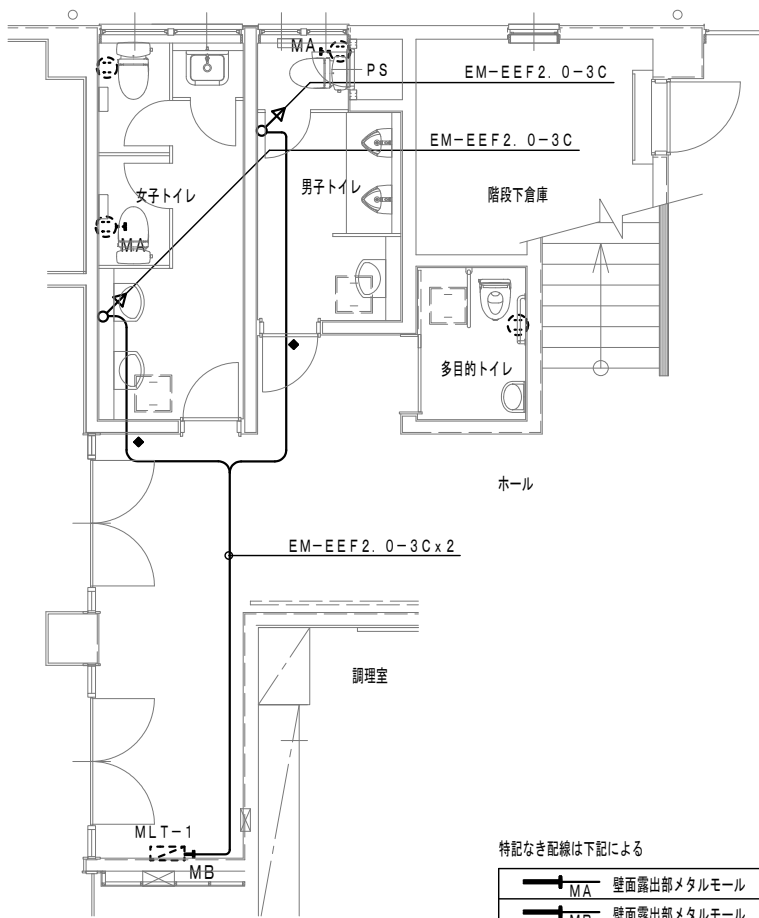 MA
PS
EM-EEF2.0-3C
EM-EEF2.0-3C
女子トイレ
男子トイレ
階段下倉庫
MA
多目的トイレ
ホール
EM-EEF2.0-3Cx2
調理室
MLT-1
MB
特記なき配線は下記による
MA 壁面露出部メタルモール
MB 壁面露出部メタルモール